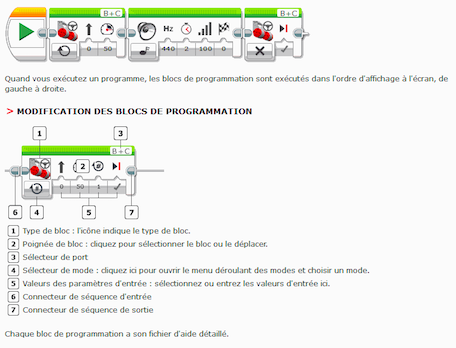 B+C B+C
Hz
0 50 440 2 100 0
Quand vous exécutez un programme, les blocs de programmation sont exécutés dans l'ordre d'affichage à l'écran, de
gauche à droite.
> MODIFICATION DES BLOCS DE PROGRAMMATION
1 3
B+C
2
0 50 1
6 4 5 7
1 Type de bloc : l'icône indique le type de bloc.
2 Poignée de bloc : cliquez pour sélectionner le bloc ou le déplacer.
3 Sélecteur de port
4 Sélecteur de mode : cliquez ici pour ouvrir le menu déroulant des modes et choisir un mode.
5 Valeurs des paramètres d'entrée : sélectionnez ou entrez les valeurs d'entrée ici.
6 Connecteur de séquence d'entrée
7 Connecteur de séquence de sortie
Chaque bloc de programmation a son fichier d'aide détaillé.